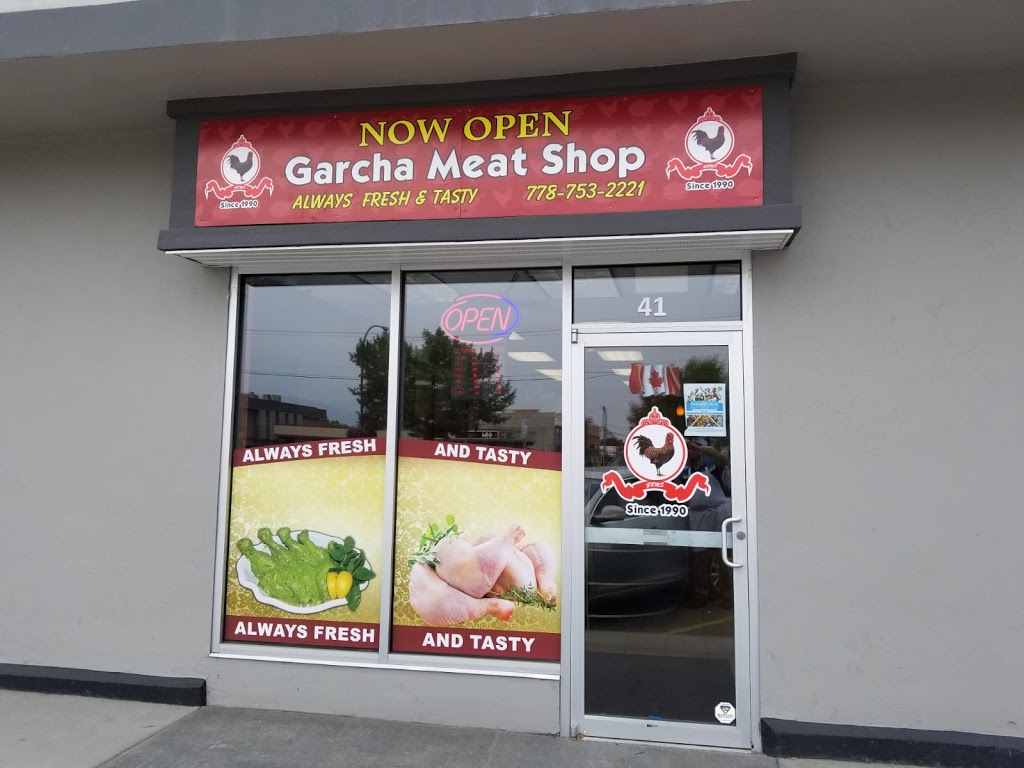 NOW OPEN
Garcha Meat Shop
ALWAYS FRESH & TASTY 778-753-2221
Since 1990
Since 1990
OPEN
41
ALWAYS FRESH
AND TASTY
Since 1990
ALWAYS FRESH
AND TASTY